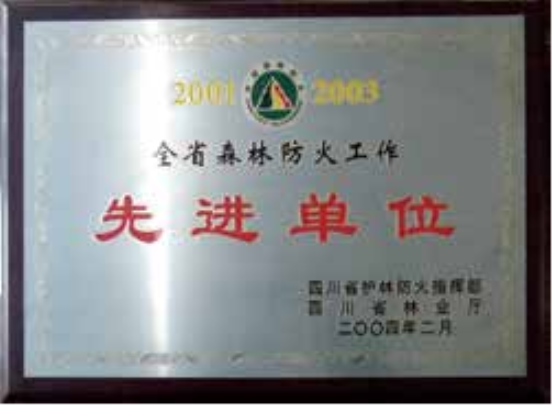 2001 2003
全省森林防火工作
先进单位
四川省护林防火指挥部
四川省林业厅
二〇〇四年二月